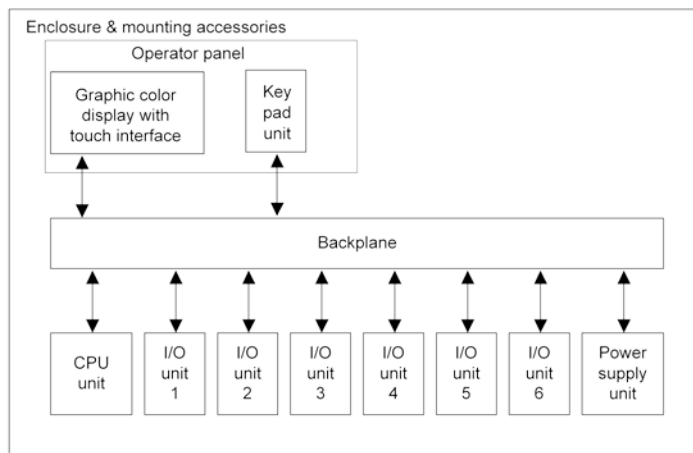 Enclosure & mounting accessories
Operator panel
Graphic color
display with
touch interface
Key
pad
unit
Backplane
CPU
unit
I/O
unit
1
I/O
unit
2
I/O
unit
3
I/O
unit
4
I/O
unit
5
I/O
unit
6
Power
supply
unit